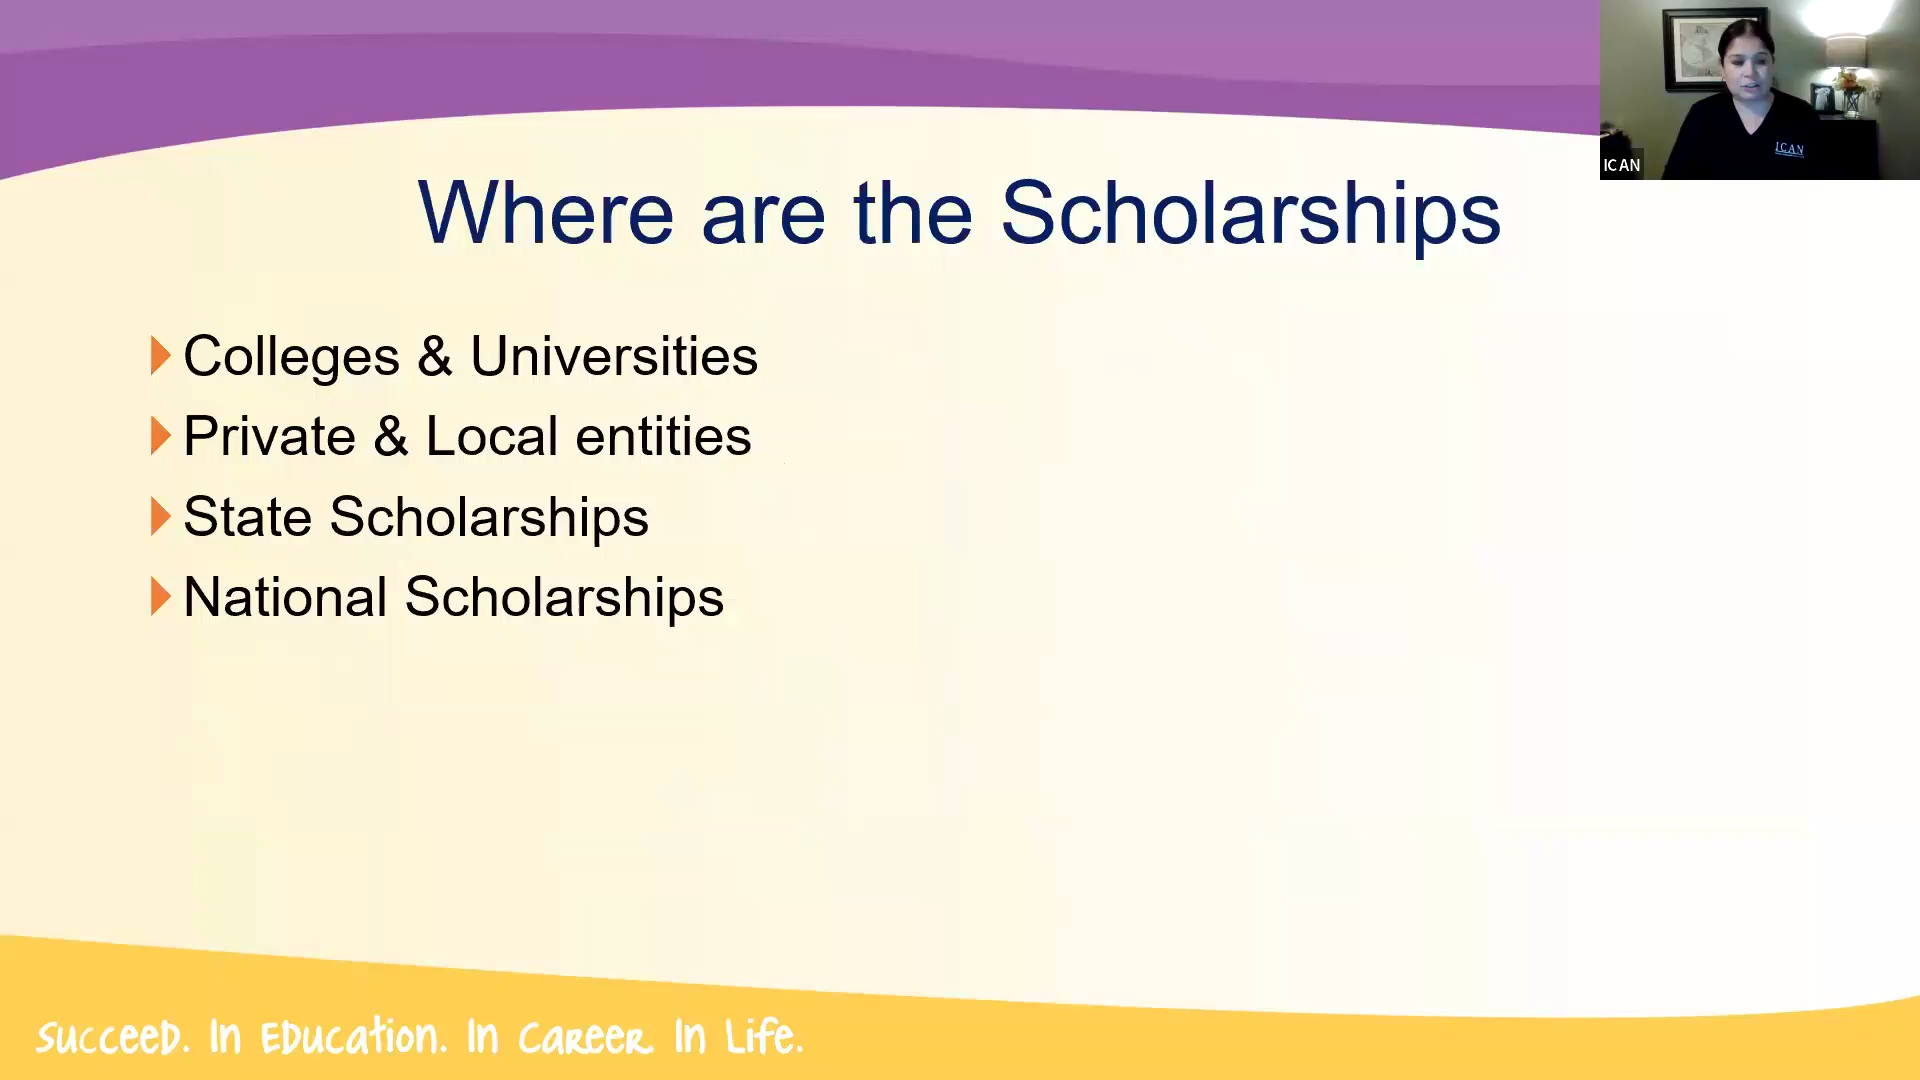 Where are the Scholarships
Colleges & Universities
Private & Local entities
State Scholarships
National Scholarships
Succeed. In Education. In Career. In Life.
ICAN
ICAN